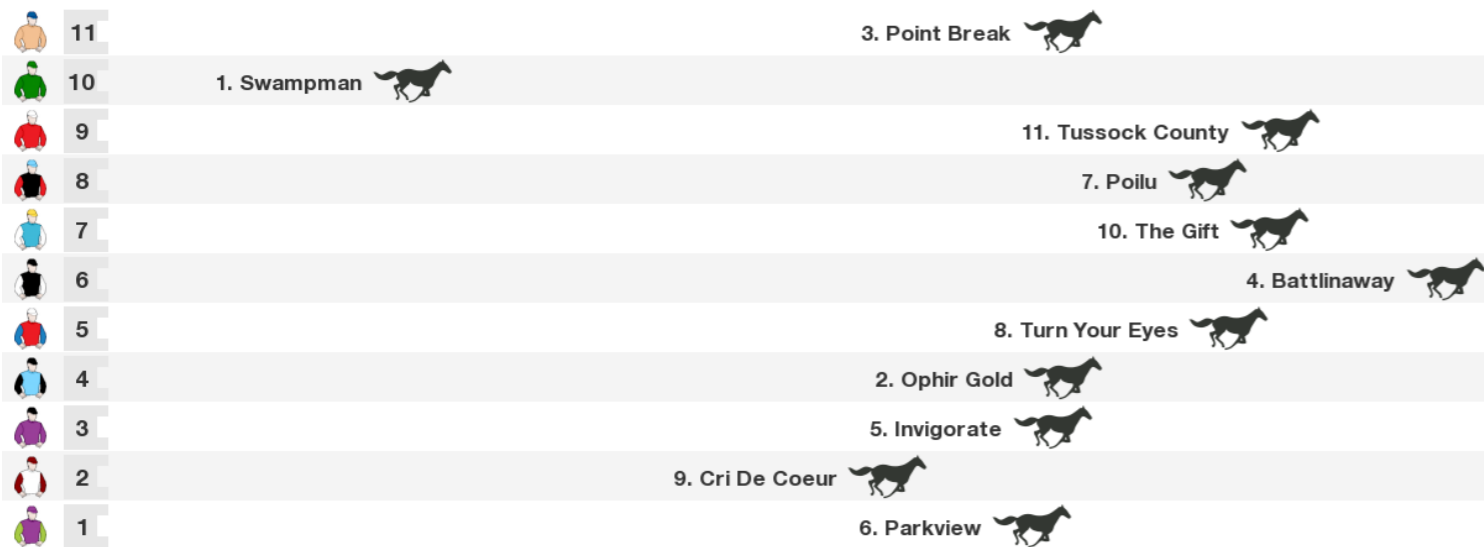 11 3. Point Break
10 1. Swampman
9 11. Tussock County
8 7. Poilu
7 10. The Gift
6 4. Battlinaway
5 8. Turn Your Eyes
4 2. Ophir Gold
3 5. Invigorate
2 9. Cri De Coeur
1 6. Parkview